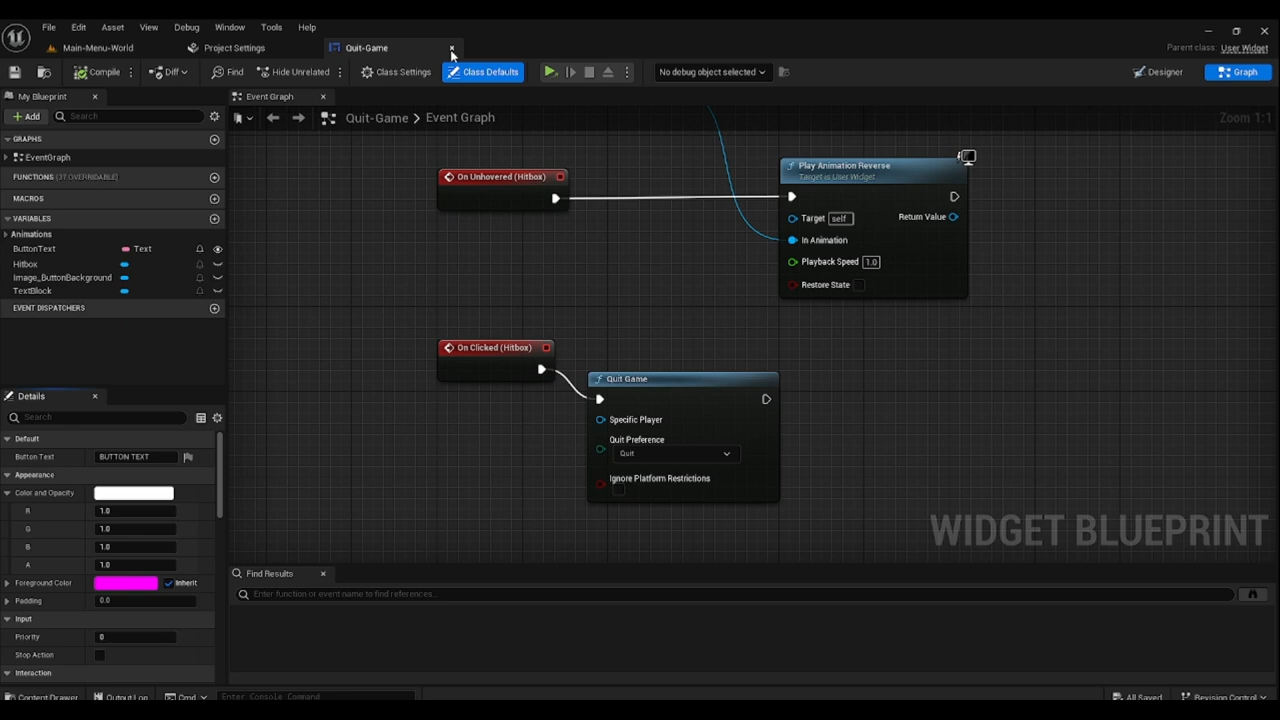 File Edit Asset View Debug Window Tools Help
Main-Menu-World Project Settings Quit-Game Parent class: User Widget
Compile Diff Find Hide Unrelated Class Settings Class Defaults No debug object selected Designer Graph
My Blueprint Event Graph
Add Search Quit-Game > Event Graph Zoom 1:1
GRAPHS
EventGraph
FUNCTIONS (37 OVERRIDABLE)
MACROS
VARIABLES
Animations
ButtonText Text
Hitbox
Image_ButtonBackground
TextBlock
EVENT DISPATCHERS
Details
Search
Default
Button Text BUTTON TEXT
Appearance
Color and Opacity
R 1.0
G 1.0
B 1.0
A 1.0
Foreground Color Inherit
Padding 0.0
Input
Priority 0
Stop Action
Interaction
On Unhovered (Hitbox)
Play Animation Reverse
Target is User Widget
Target self Return Value
In Animation
Playback Speed 1.0
Restore State
On Clicked (Hitbox)
Quit Game
Specific Player
Quit Preference
Quit
Ignore Platform Restrictions
WIDGET BLUEPRINT
Find Results
Enter function or event name to find references...
Content Drawer Output Log Cmd Enter Console Command All Saved Revision Control